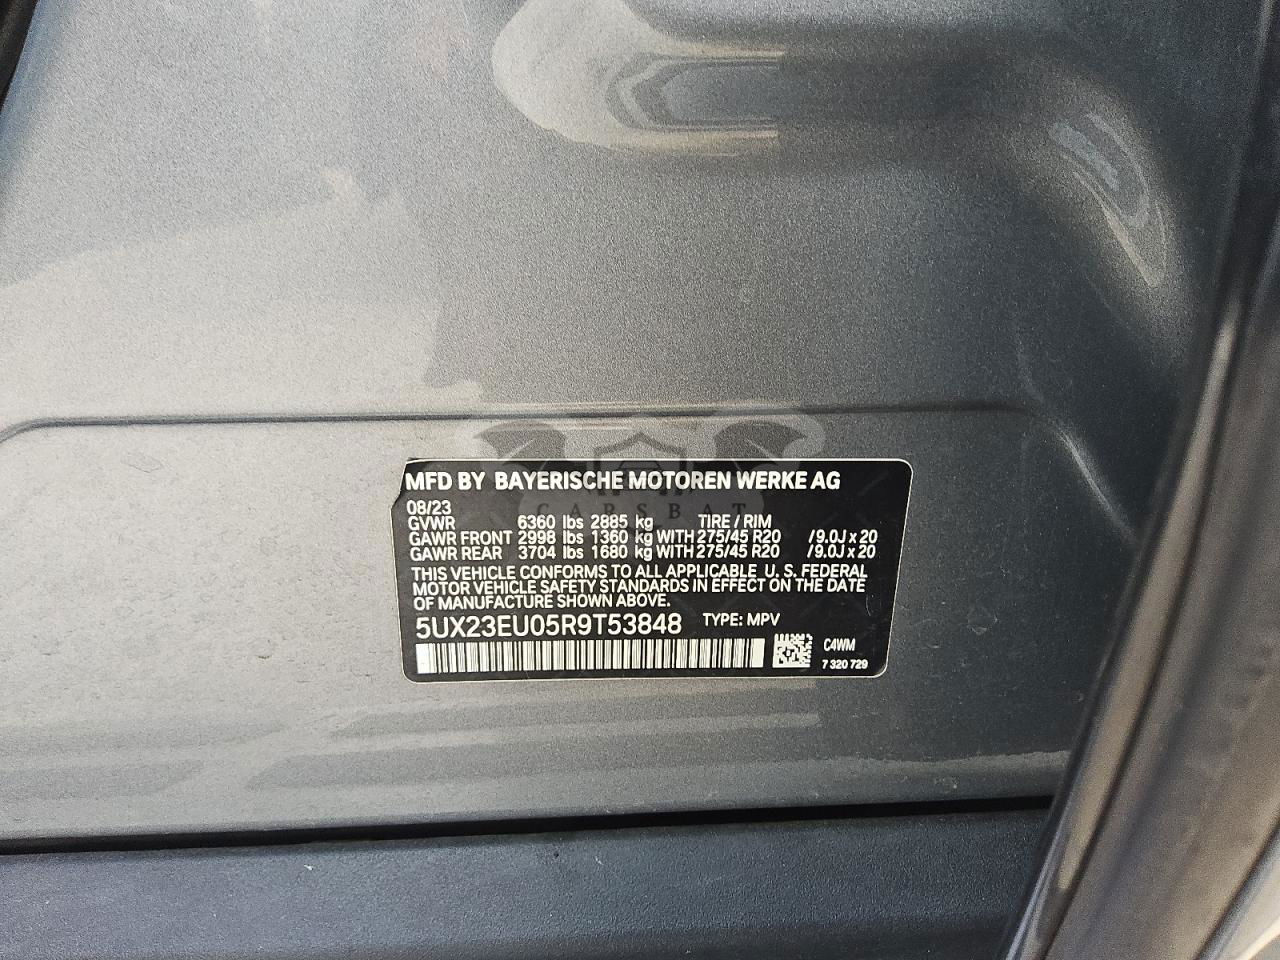 MFD BY BAYERISCHE MOTOREN WERKE AG
CARSBAT
08/23
GVWR 6360 lbs 2885 kg TIRE / RIM
GAWR FRONT 2998 lbs 1360 kg WITH 275/45 R20 /9.0J x 20
GAWR REAR 3704 lbs 1680 kg WITH 275/45 R20 /9.0J x 20
THIS VEHICLE CONFORMS TO ALL APPLICABLE U. S. FEDERAL
MOTOR VEHICLE SAFETY STANDARDS IN EFFECT ON THE DATE
OF MANUFACTURE SHOWN ABOVE.
5UX23EU05R9T53848 TYPE: MPV
C4WM
7 320 729